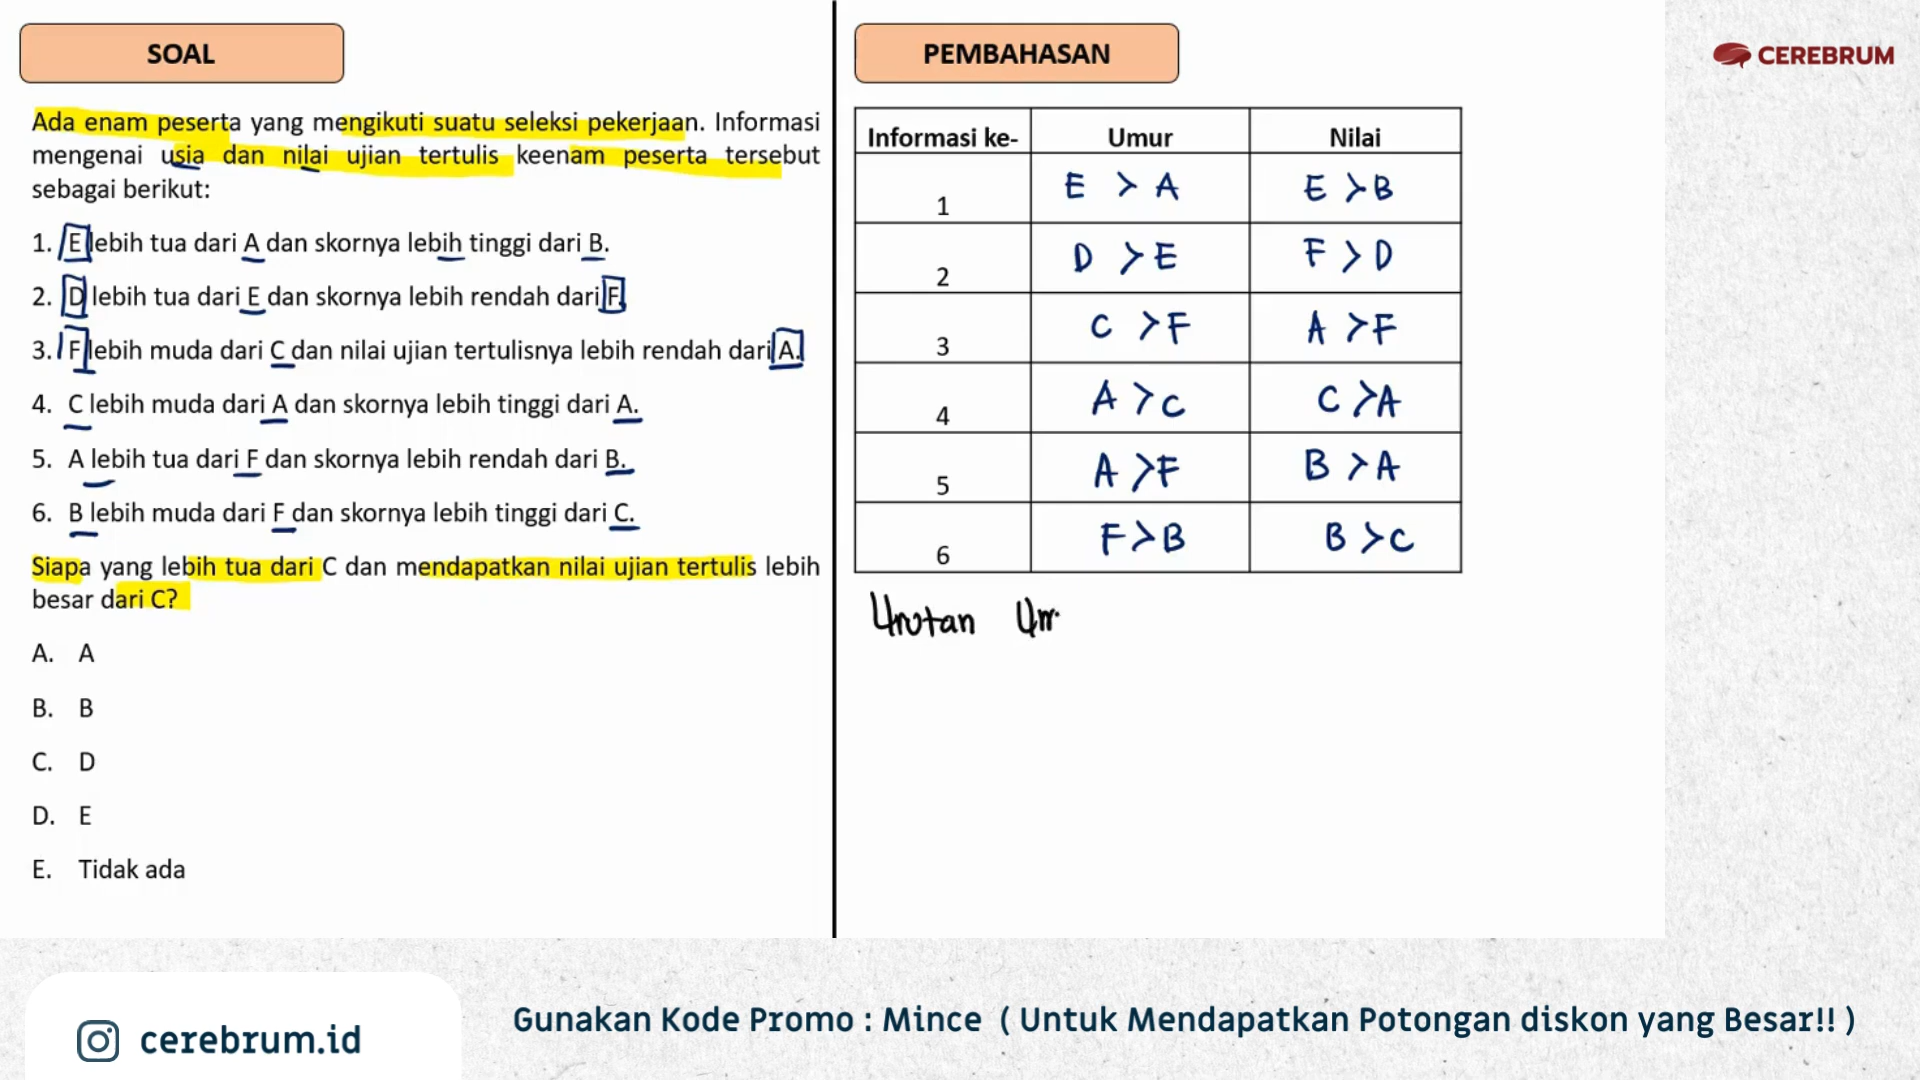 SOAL
Ada enam peserta yang mengikuti suatu seleksi pekerjaan. Informasi
mengenai usia dan nilai ujian tertulis keenam peserta tersebut
sebagai berikut:
1. E lebih tua dari A dan skornya lebih tinggi dari B.
2. D lebih tua dari E dan skornya lebih rendah dari F.
3. F lebih muda dari C dan nilai ujian tertulisnya lebih rendah dari A.
4. C lebih muda dari A dan skornya lebih tinggi dari A.
5. A lebih tua dari F dan skornya lebih rendah dari B.
6. B lebih muda dari F dan skornya lebih tinggi dari C.
Siapa yang lebih tua dari C dan mendapatkan nilai ujian tertulis lebih
besar dari C?
A. A
B. B
C. D
D. E
E. Tidak ada
PEMBAHASAN
Informasi ke- Umur Nilai
1 E > A E > B
2 D > E F > D
3 C > F A > F
4 A > C C > A
5 A > F B > A
6 F > B B > C
Urutan Um
CEREBRUM
cerebrum.id
Gunakan Kode Promo : Mince ( Untuk Mendapatkan Potongan diskon yang Besar!! )